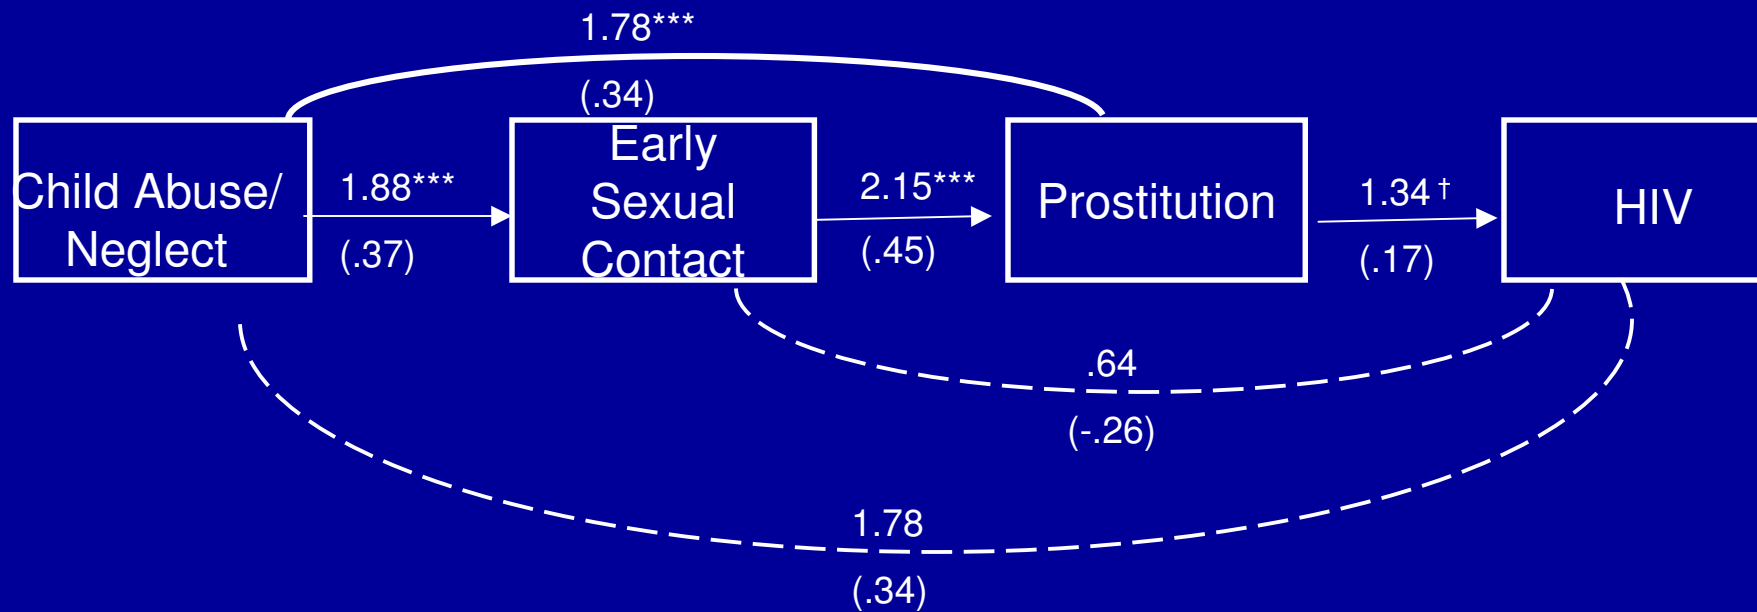 1.78***
(.34)
Child Abuse/
Neglect
1.88***
(.37)
Early
Sexual
Contact
2.15***
(.45)
Prostitution
1.34 †
(.17)
HIV
.64
(-.26)
1.78
(.34)